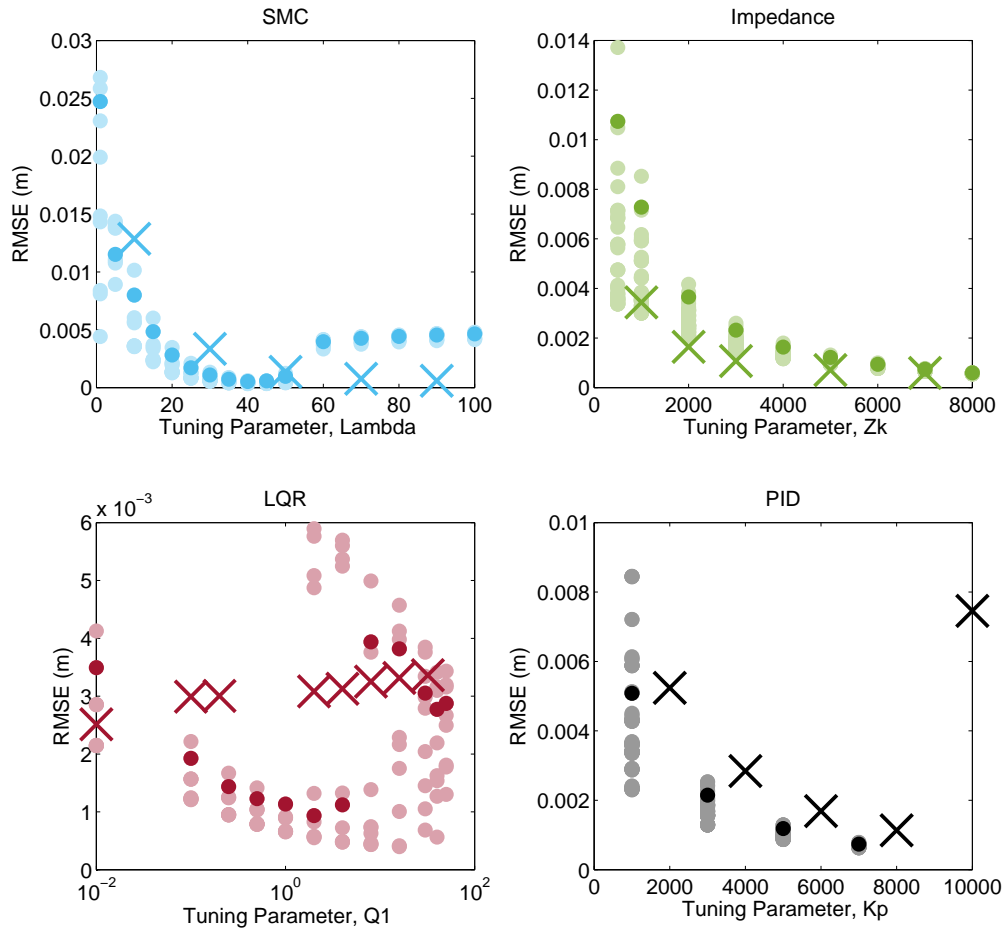 SMC
0.03
0.025
0.02
0.015
0.01
0.005
0
RMSE (m)
0 20 40 60 80 100
Tuning Parameter, Lambda
Impedance
0.014
0.012
0.01
0.008
0.006
0.004
0.002
0
RMSE (m)
0 2000 4000 6000 8000
Tuning Parameter, Zk
LQR
x 10−3
6
5
4
3
2
1
0
RMSE (m)
10−2 100 102
Tuning Parameter, Q1
PID
0.01
0.008
0.006
0.004
0.002
0
RMSE (m)
0 2000 4000 6000 8000 10000
Tuning Parameter, Kp